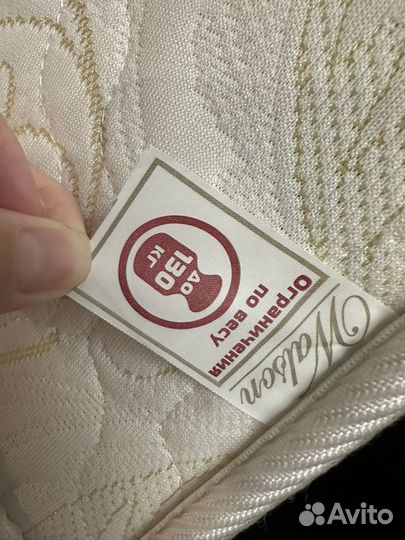 Walson
Ограничения
по весу
до
130
кг
Avito